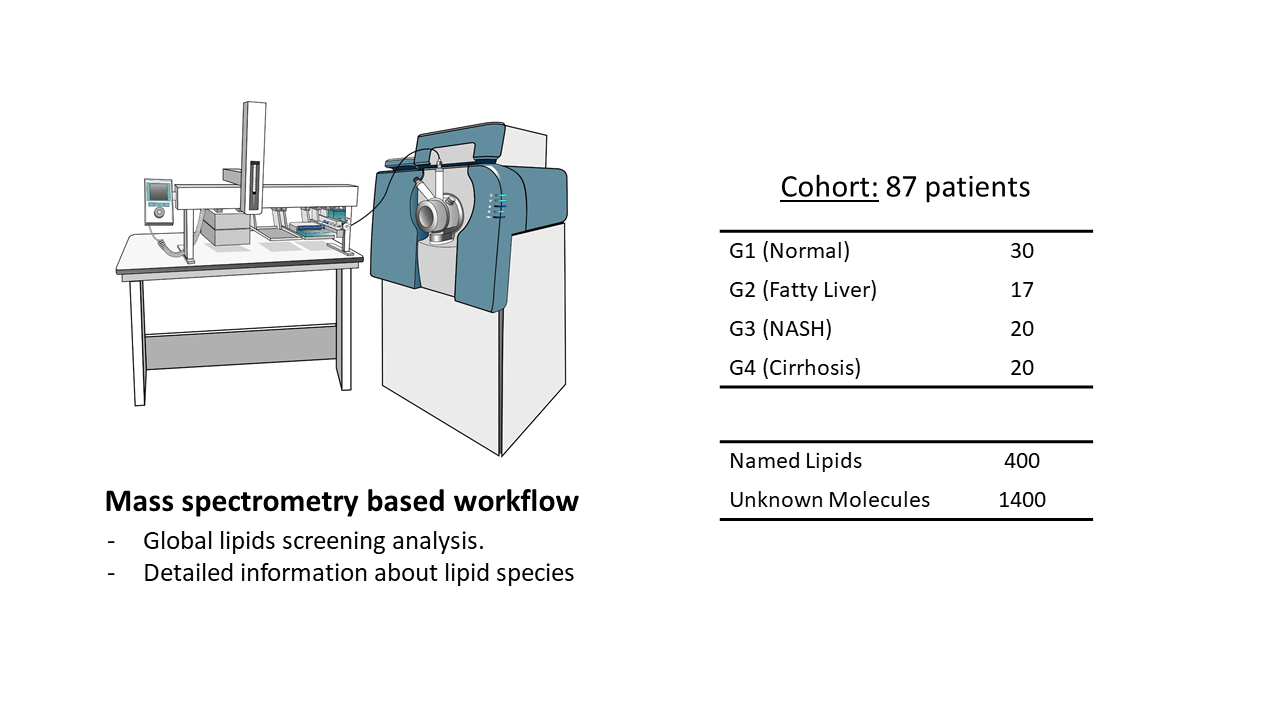 Mass spectrometry based workflow
- Global lipids screening analysis.
- Detailed information about lipid species
Cohort: 87 patients
G1 (Normal) 30
G2 (Fatty Liver) 17
G3 (NASH) 20
G4 (Cirrhosis) 20
Named Lipids 400
Unknown Molecules 1400